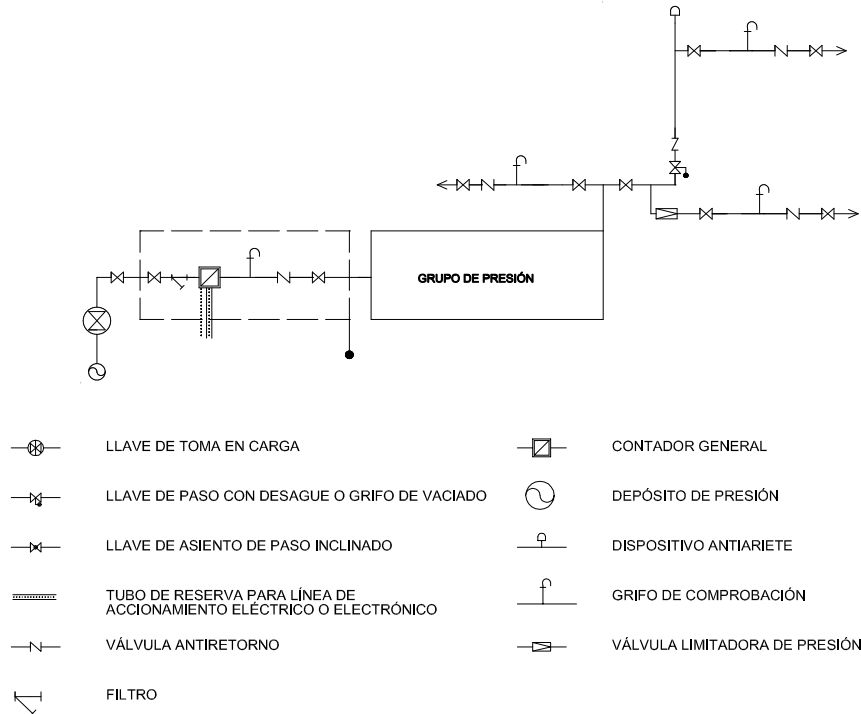 GRUPO DE PRESIÓN
LLAVE DE TOMA EN CARGA
CONTADOR GENERAL
LLAVE DE PASO CON DESAGUE O GRIFO DE VACIADO
DEPÓSITO DE PRESIÓN
LLAVE DE ASIENTO DE PASO INCLINADO
DISPOSITIVO ANTIARIETE
TUBO DE RESERVA PARA LÍNEA DE
ACCIONAMIENTO ELÉCTRICO O ELECTRÓNICO
GRIFO DE COMPROBACIÓN
VÁLVULA ANTIRETORNO
VÁLVULA LIMITADORA DE PRESIÓN
FILTRO